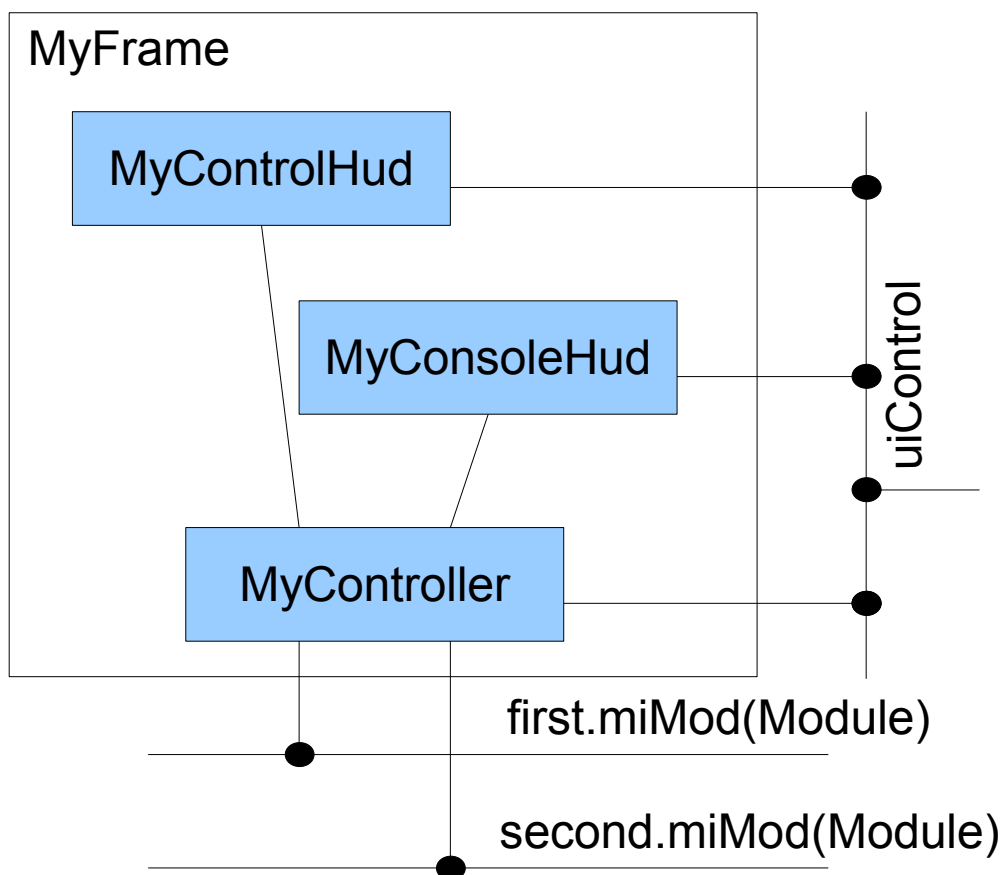 MyFrame
MyControlHud
MyConsoleHud
uiControl
MyController
first.miMod(Module)
second.miMod(Module)